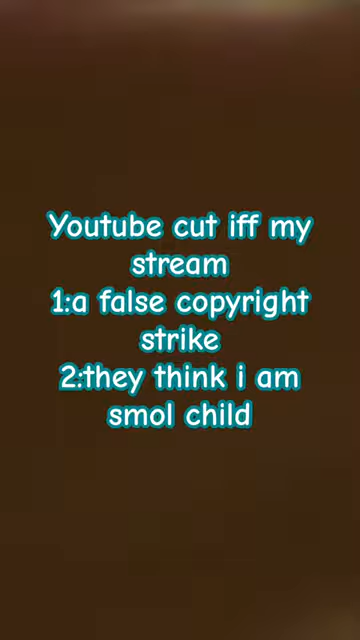 Youtube cut iff my
stream
1:a false copyright
strike
2:they think i am
smol child